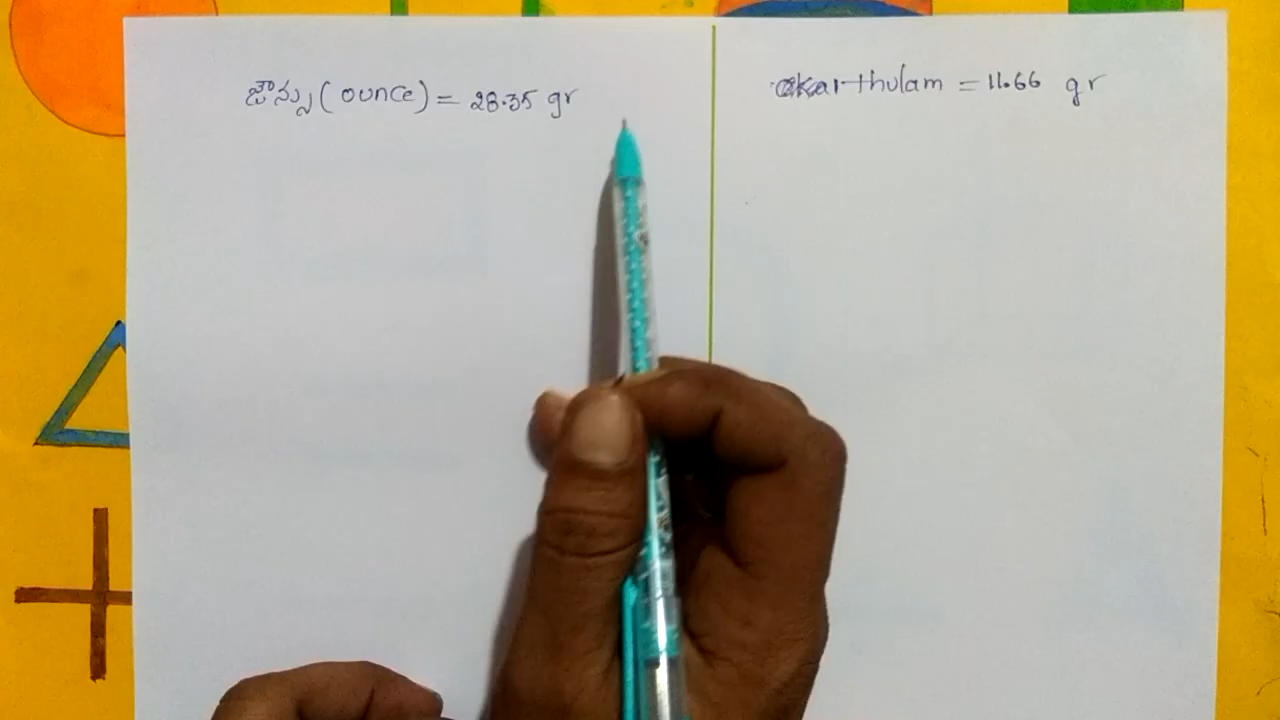 ఔన్సు (ounce) = 28.35 gr
thulam = 11.66 gr